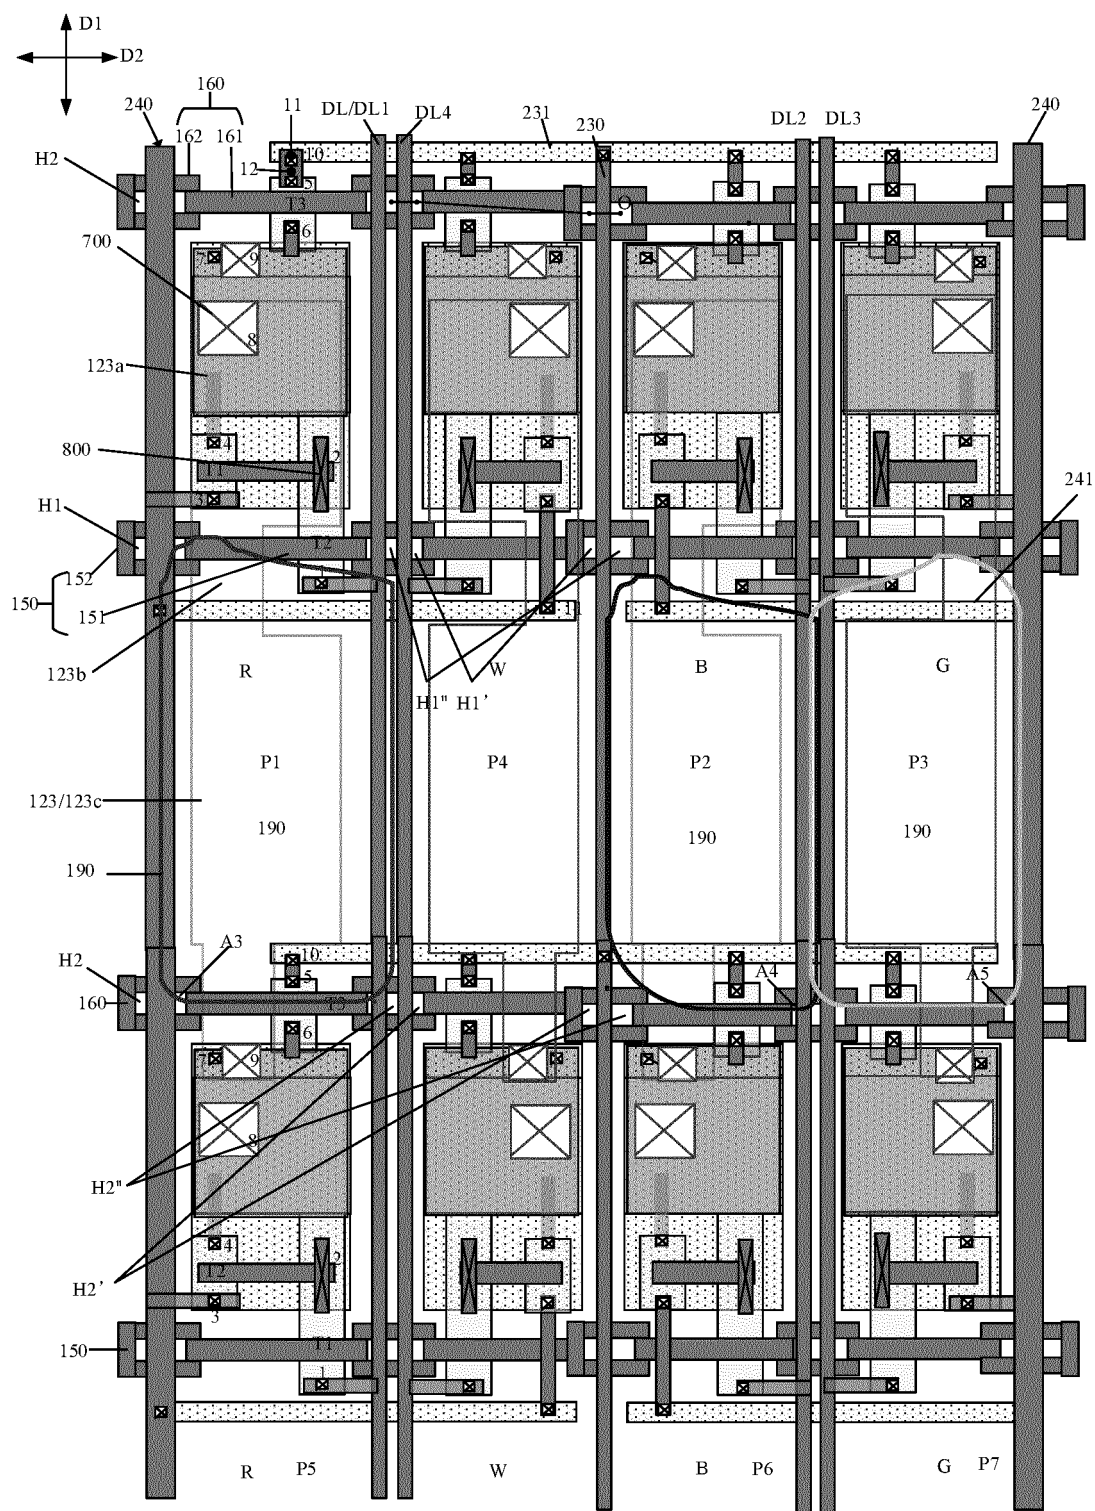 D1
D2
160
240
162 161
11
DL/DL1
DL4
231
230
DL2 DL3
240
H2
12
10
5
T3
O
6
700
7
9
8
123a
4
2
800
T1
3
241
H1
T2
152
1
150
151
11
123b
R
W
B
G
H1" H1'
P1
P4
P2
P3
123/123c
190
190
190
190
A3
10
H2
5
A4
A5
160
T3
6
7
9
8
H2"
4
2
T2
H2'
3
150
T1
1
R
P5
W
B
P6
G
P7